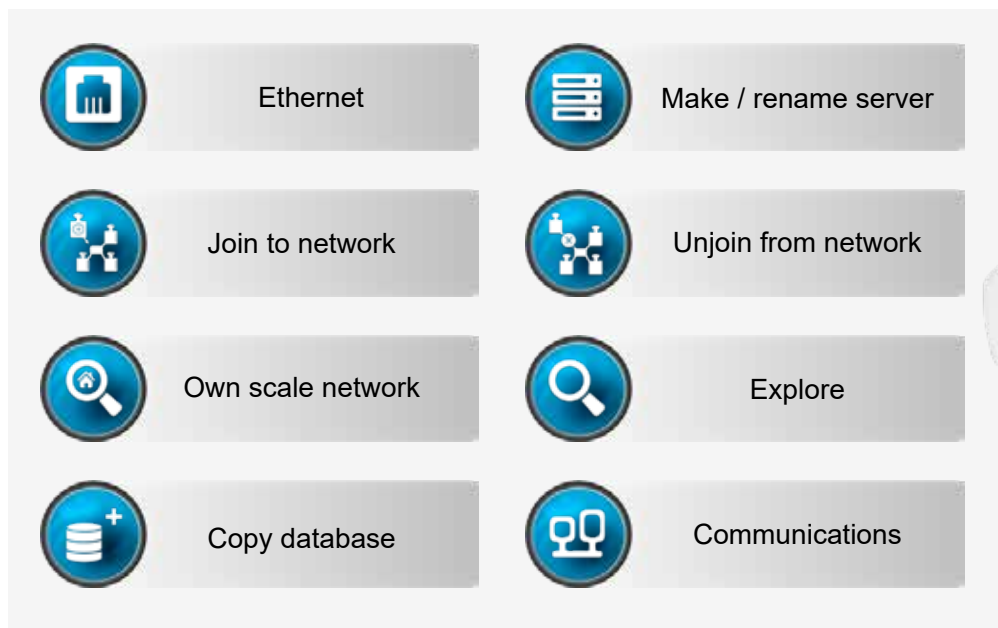 Ethernet
Make / rename server
Join to network
Unjoin from network
Own scale network
Explore
Copy database
Communications